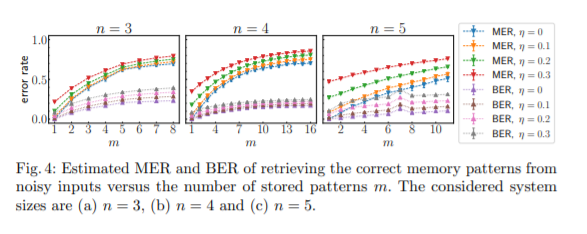 n = 3
n = 4
n = 5
error rate
1.0
0.5
0.0
1 2 3 4 5 6 7 8
1 4 7 10 13 16
2 4 6 8 10
m
m
m
MER, η = 0
MER, η = 0.1
MER, η = 0.2
MER, η = 0.3
BER, η = 0
BER, η = 0.1
BER, η = 0.2
BER, η = 0.3
Fig. 4: Estimated MER and BER of retrieving the correct memory patterns from
noisy inputs versus the number of stored patterns m. The considered system
sizes are (a) n = 3, (b) n = 4 and (c) n = 5.